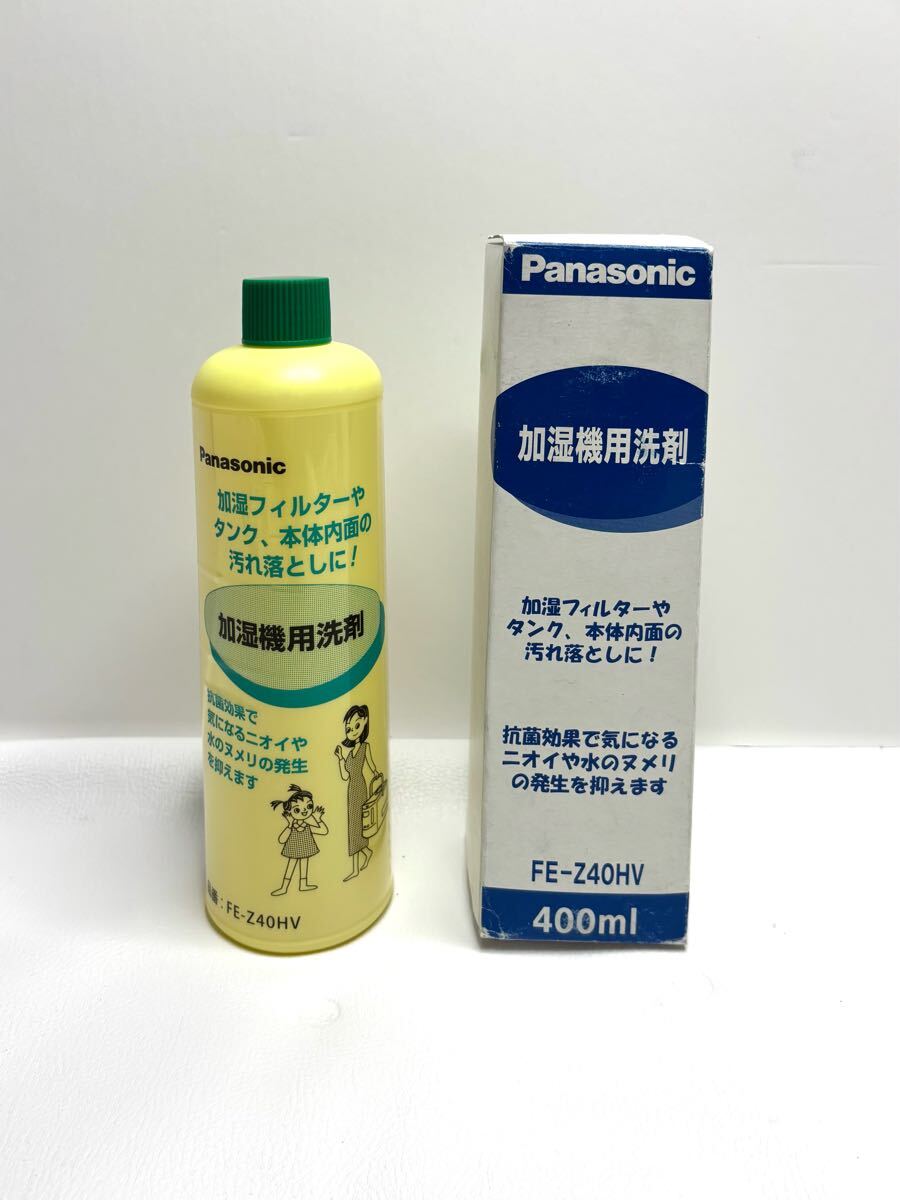 Panasonic
加湿フィルターや
タンク、本体内面の
汚れ落としに!
加湿機用洗剤
抗菌効果で
気になるニオイや
水のヌメリの発生
を抑えます
品番:FE-Z40HV
Panasonic
加湿機用洗剤
加湿フィルターや
タンク、本体内面の
汚れ落としに!
抗菌効果で気になる
ニオイや水のヌメリ
の発生を抑えます
FE-Z40HV
400ml